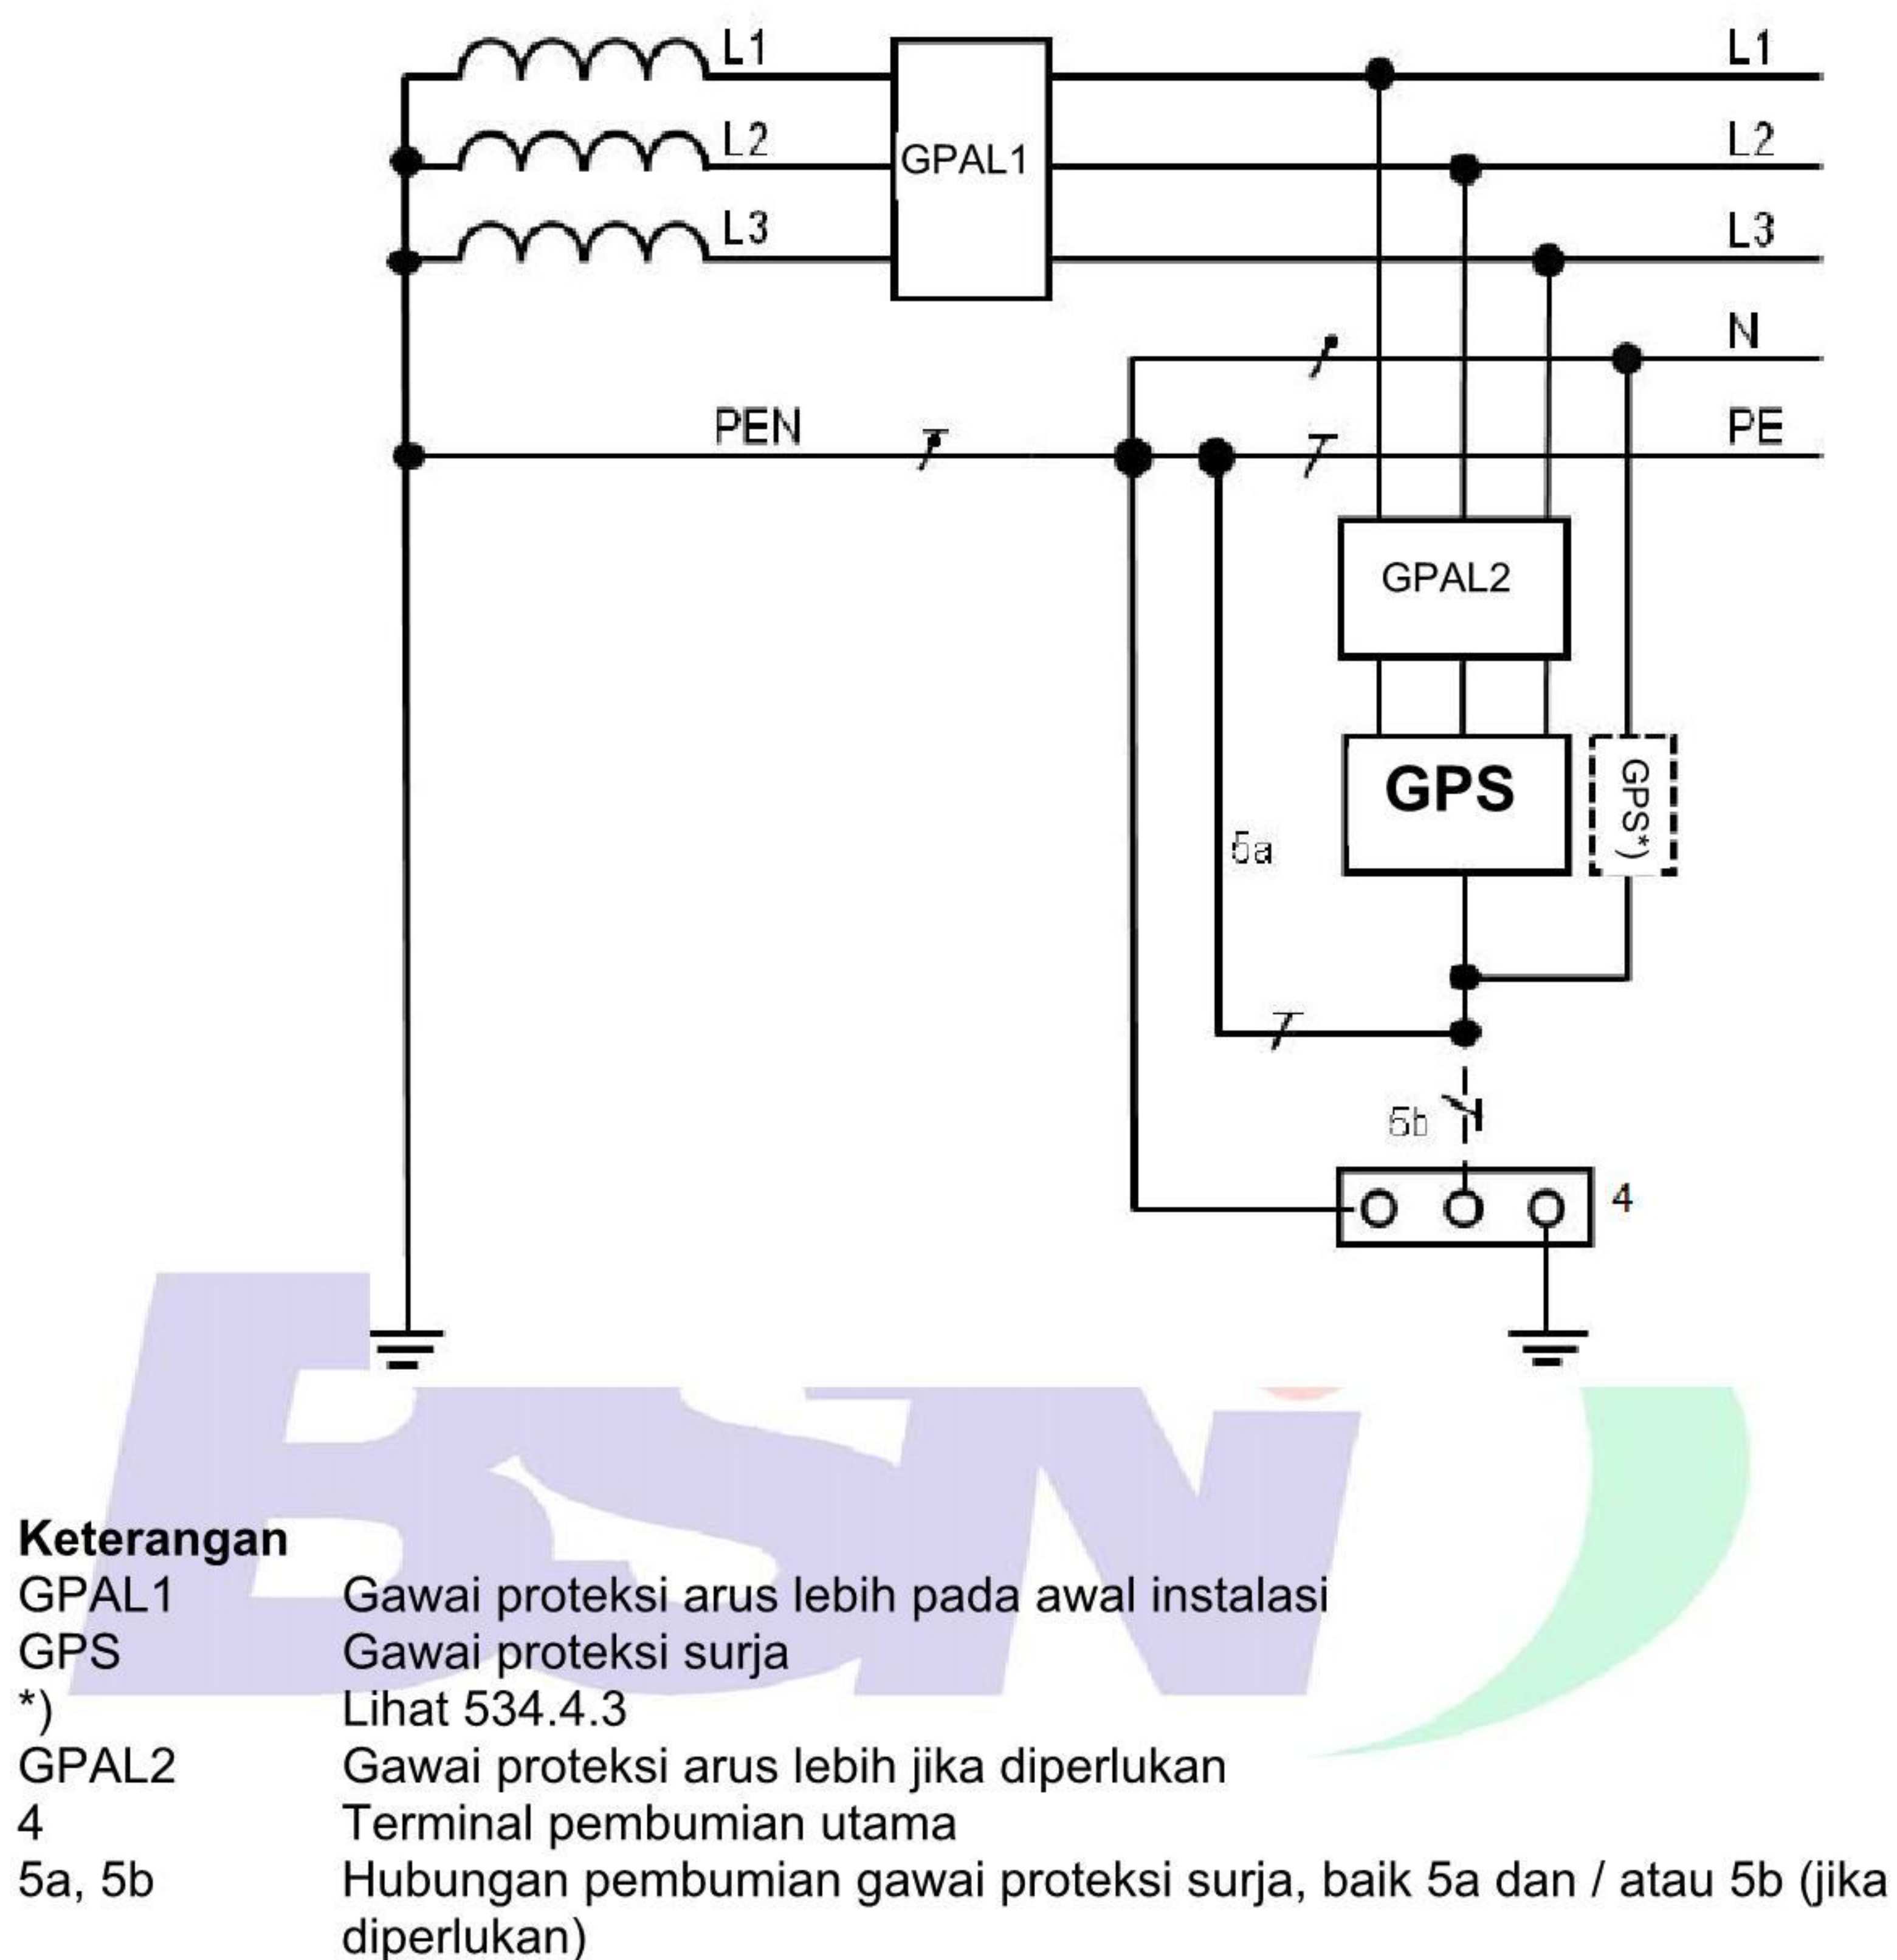 L1
L1
L2
GPAL1
L2
L3
L3
N
PEN
PE
GPAL2
GPS
GPS*)
5a
5b
4
BSN
Keterangan
GPAL1 Gawai proteksi arus lebih pada awal instalasi
GPS Gawai proteksi surja
*) Lihat 534.4.3
GPAL2 Gawai proteksi arus lebih jika diperlukan
4 Terminal pembumian utama
5a, 5b Hubungan pembumian gawai proteksi surja, baik 5a dan / atau 5b (jika
diperlukan)